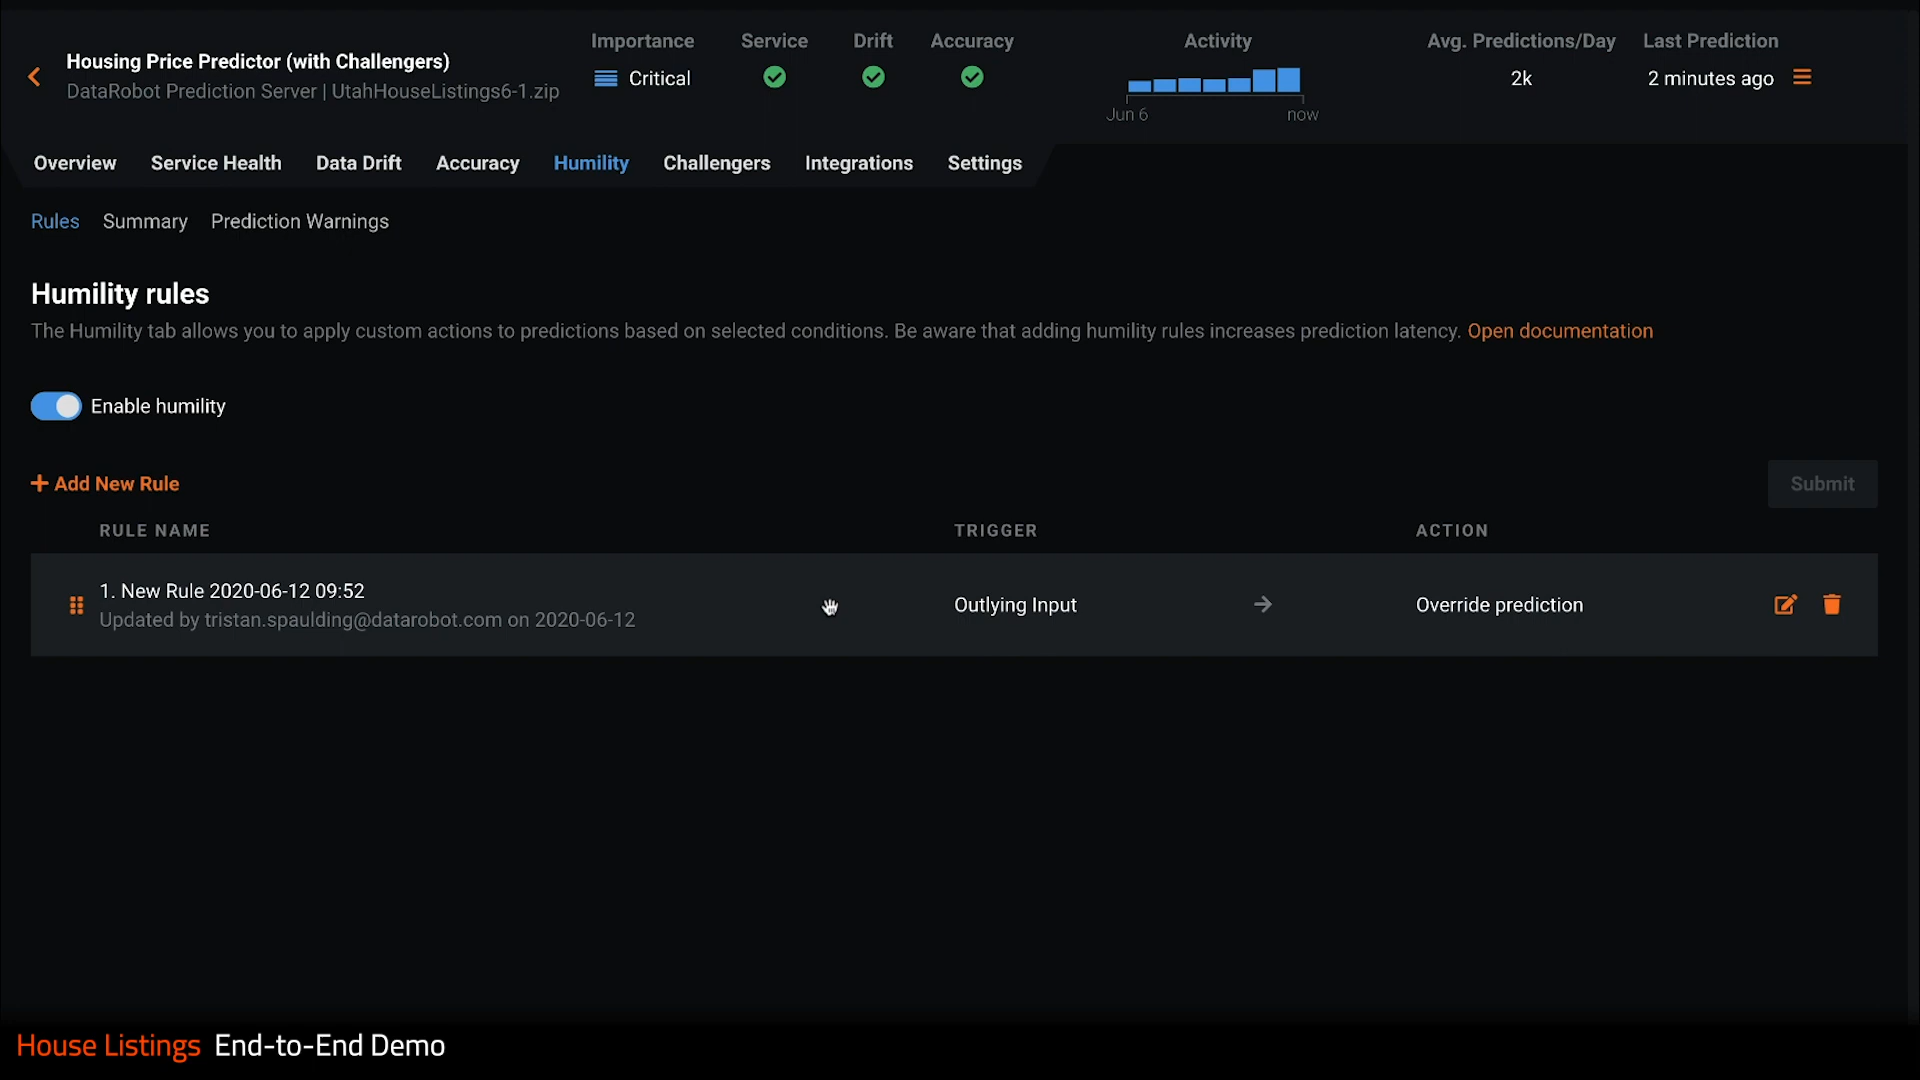 Housing Price Predictor (with Challengers)
DataRobot Prediction Server | UtahHouseListings6-1.zip
Importance
Critical
Service
Drift
Accuracy
Activity
Jun 6
now
Avg. Predictions/Day
2k
Last Prediction
2 minutes ago
Overview Service Health Data Drift Accuracy Humility Challengers Integrations Settings
Rules Summary Prediction Warnings
Humility rules
The Humility tab allows you to apply custom actions to predictions based on selected conditions. Be aware that adding humility rules increases prediction latency. Open documentation
Enable humility
+ Add New Rule
Submit
RULE NAME TRIGGER ACTION
1. New Rule 2020-06-12 09:52
Updated by tristan.spaulding@datarobot.com on 2020-06-12
Outlying Input → Override prediction
House Listings End-to-End Demo